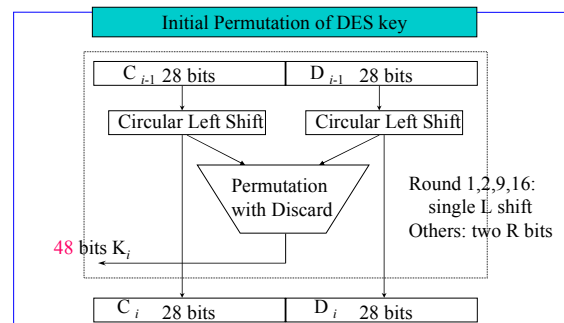 Initial Permutation of DES key
C i-1 28 bits D i-1 28 bits
Circular Left Shift Circular Left Shift
Permutation
with Discard
Round 1,2,9,16:
single L shift
Others: two R bits
48 bits Ki
C i 28 bits D i 28 bits